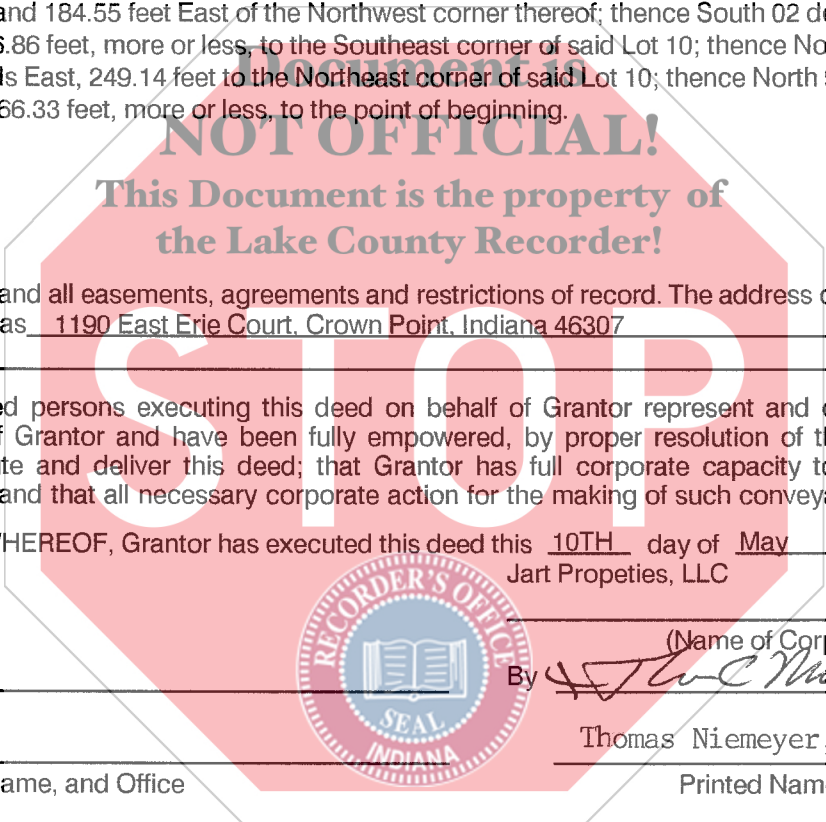 and 184.55 feet East of the Northwest corner thereof; thence South 02 d
.86 feet, more or less, to the Southeast corner of said Lot 10; thence No
s East, 249.14 feet to the Northeast corner of said Lot 10; thence North
66.33 feet, more or less, to the point of beginning.
Document is
NOT OFFICIAL!
This Document is the property of
the Lake County Recorder!
and all easements, agreements and restrictions of record. The address
as 1190 East Erie Court, Crown Point, Indiana 46307
STOP
ed persons executing this deed on behalf of Grantor represent and
f Grantor and have been fully empowered, by proper resolution of t
te and deliver this deed; that Grantor has full corporate capacity to
and that all necessary corporate action for the making of such convey
HEREOF, Grantor has executed this deed this 10TH day of May
Jart Propeties, LLC
(Name of Corp
By
RECORDER'S OFFICE
SEAL
INDIANA
Thomas Niemeyer,
ame, and Office Printed Nam